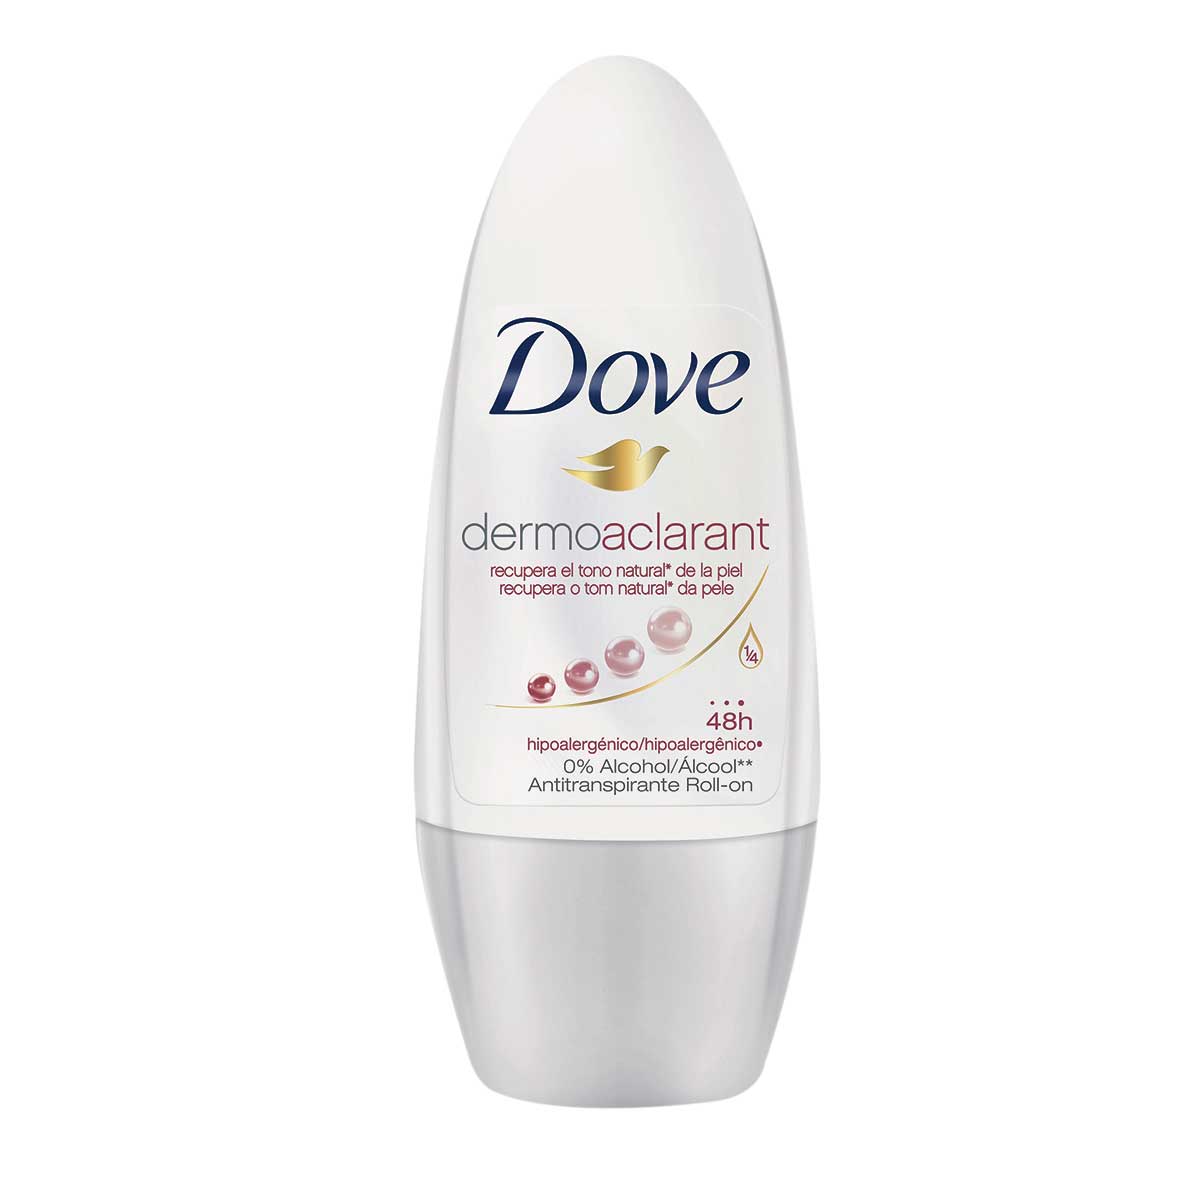 Dove
dermoaclarant
recupera el tono natural* de la piel
recupera o tom natural* da pele
1/4
48h
hipoalergénico/hipoalergênico•
0% Alcohol/Álcool**
Antitranspirante Roll-on